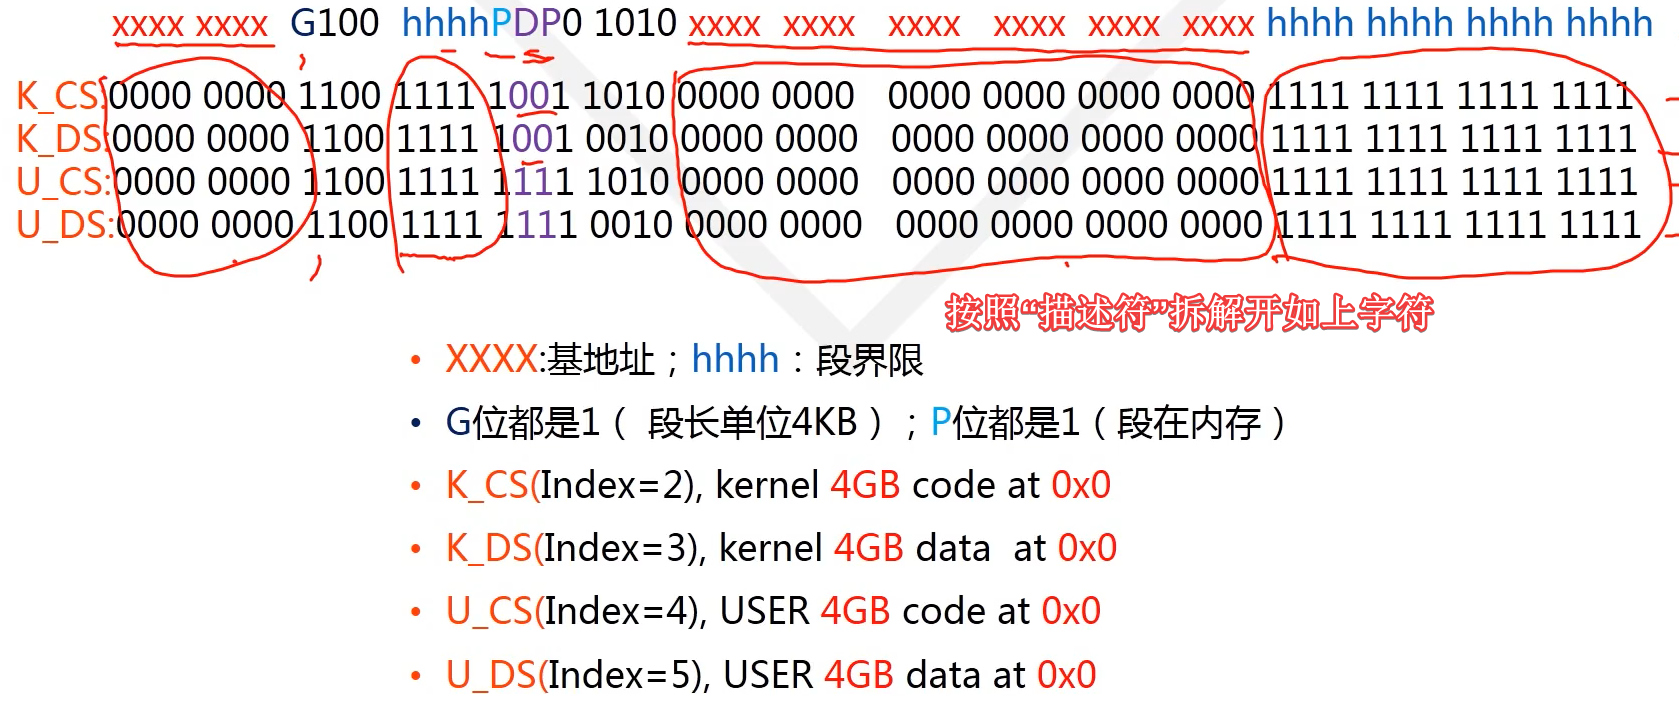 xxxx xxxx G100 hhhhPDP0 1010 xxxx xxxx xxxx xxxx xxxx xxxx hhhh hhhh hhhh hhhh
K_CS:0000 0000 1100 1111 1001 1010 0000 0000 0000 0000 0000 0000 1111 1111 1111 1111
K_DS:0000 0000 1100 1111 1001 0010 0000 0000 0000 0000 0000 0000 1111 1111 1111 1111
U_CS:0000 0000 1100 1111 1111 1010 0000 0000 0000 0000 0000 0000 1111 1111 1111 1111
U_DS:0000 0000 1100 1111 1111 0010 0000 0000 0000 0000 0000 0000 1111 1111 1111 1111
按照“描述符”拆解开如上字符
• XXXX:基地址；hhhh：段界限
• G位都是1（ 段长单位4KB）；P位都是1（段在内存）
• K_CS(Index=2), kernel 4GB code at 0x0
• K_DS(Index=3), kernel 4GB data at 0x0
• U_CS(Index=4), USER 4GB code at 0x0
• U_DS(Index=5), USER 4GB data at 0x0